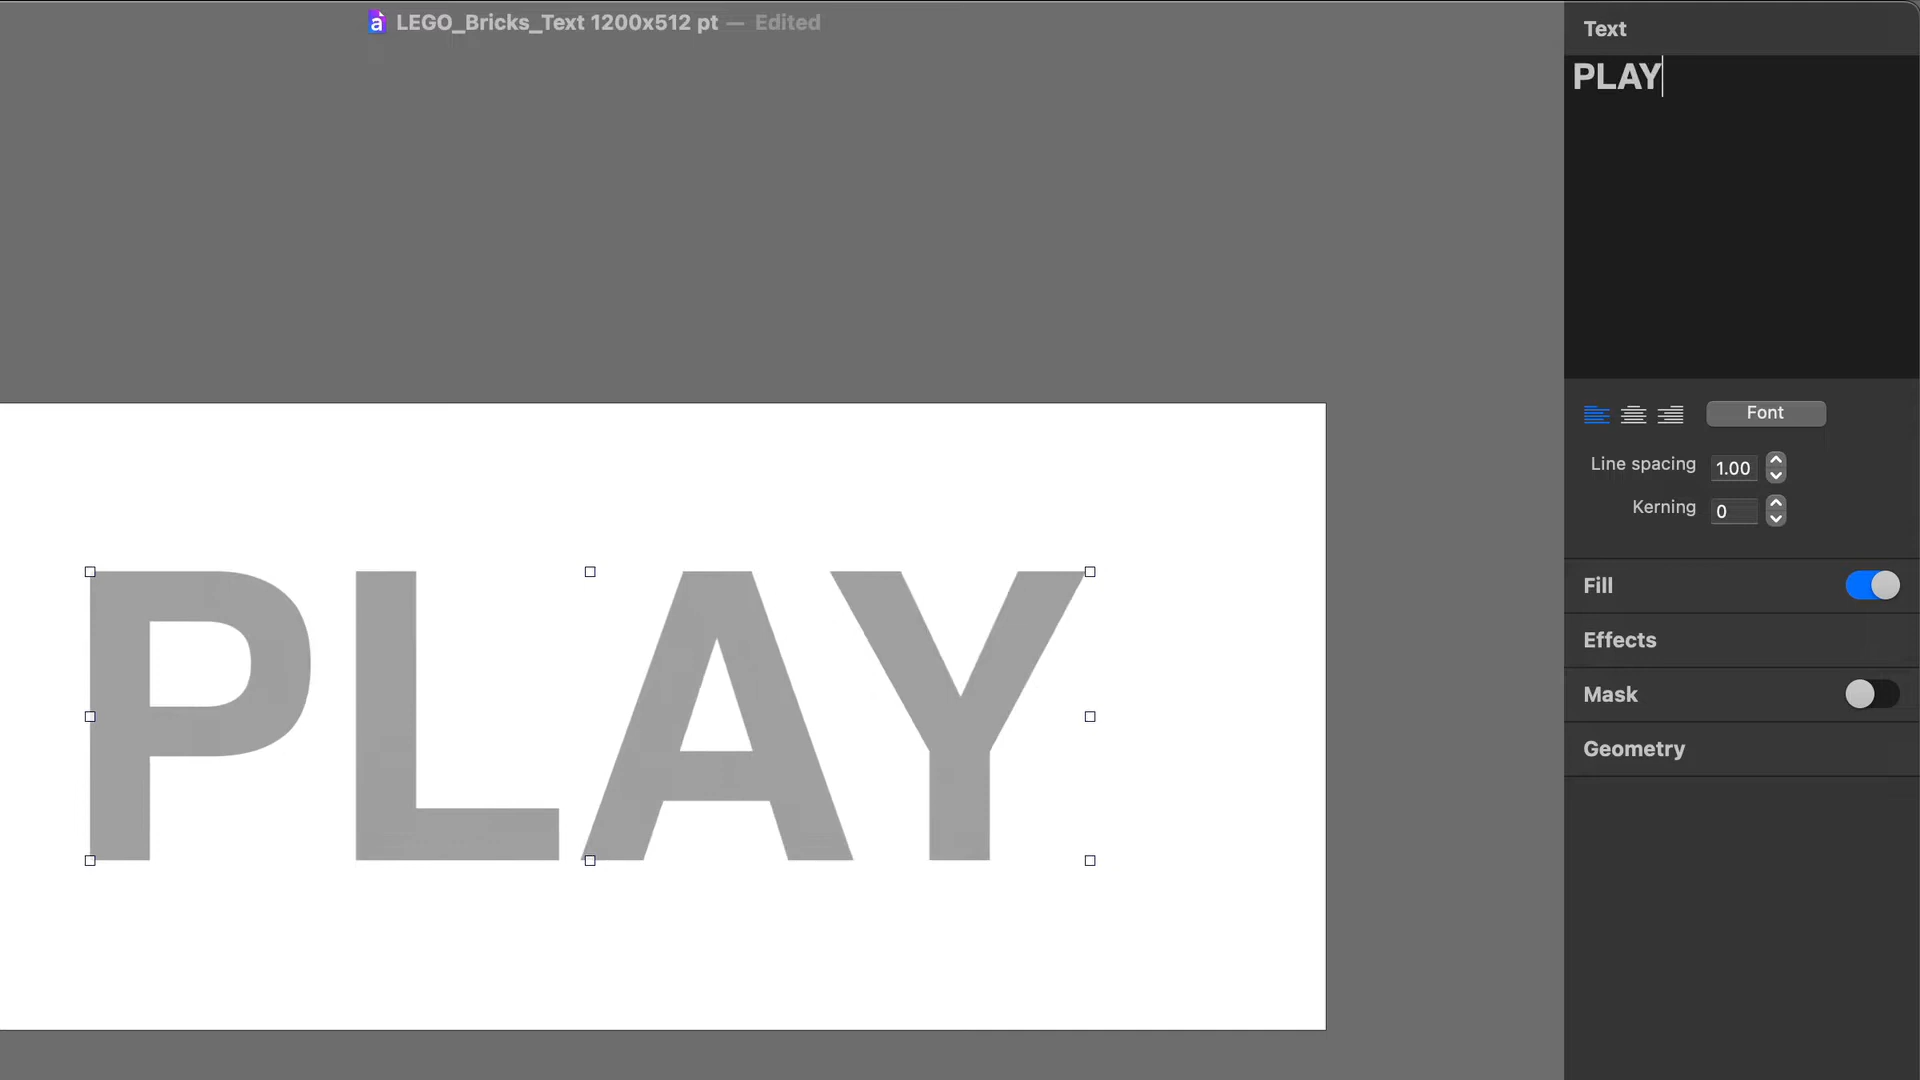 LEGO_Bricks_Text 1200x512 pt — Edited
Text
PLAY
Font
Line spacing 1.00
Kerning 0
PLAY
Fill
Effects
Mask
Geometry